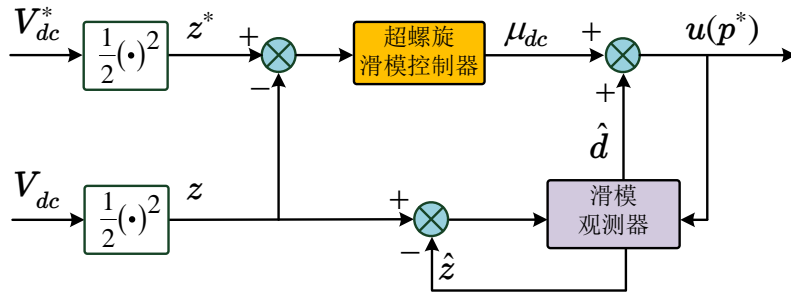 V*dc
1/2(•)²
z*
+
−
超螺旋
滑模控制器
μdc
+
+
u(p*)
d̂
Vdc
1/2(•)²
z
+
−
ẑ
滑模
观测器